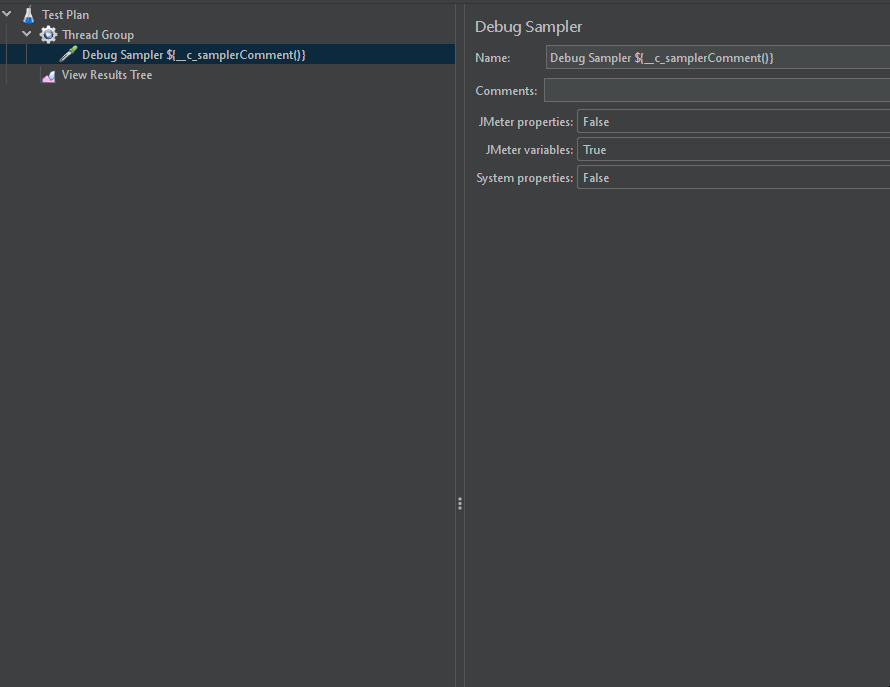 Test Plan
Thread Group
Debug Sampler ${__c_samplerComment()}
View Results Tree
Debug Sampler
Name: Debug Sampler ${__c_samplerComment()}
Comments:
JMeter properties: False
JMeter variables: True
System properties: False